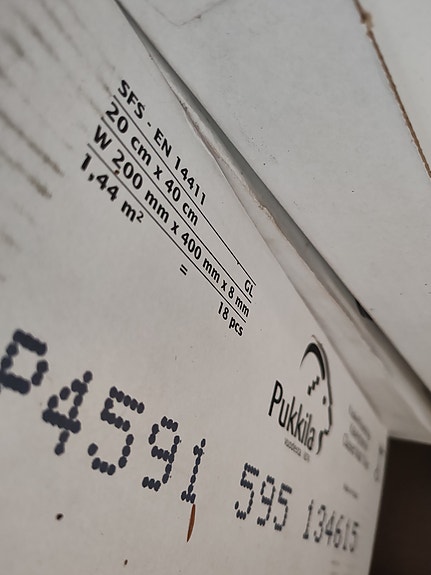 SFS - EN 14411
20 cm x 40 cm GL
W 200 mm x 400 mm x 8 mm
1,44 m² = 18 pcs
Pukkila
P4591 595 134615